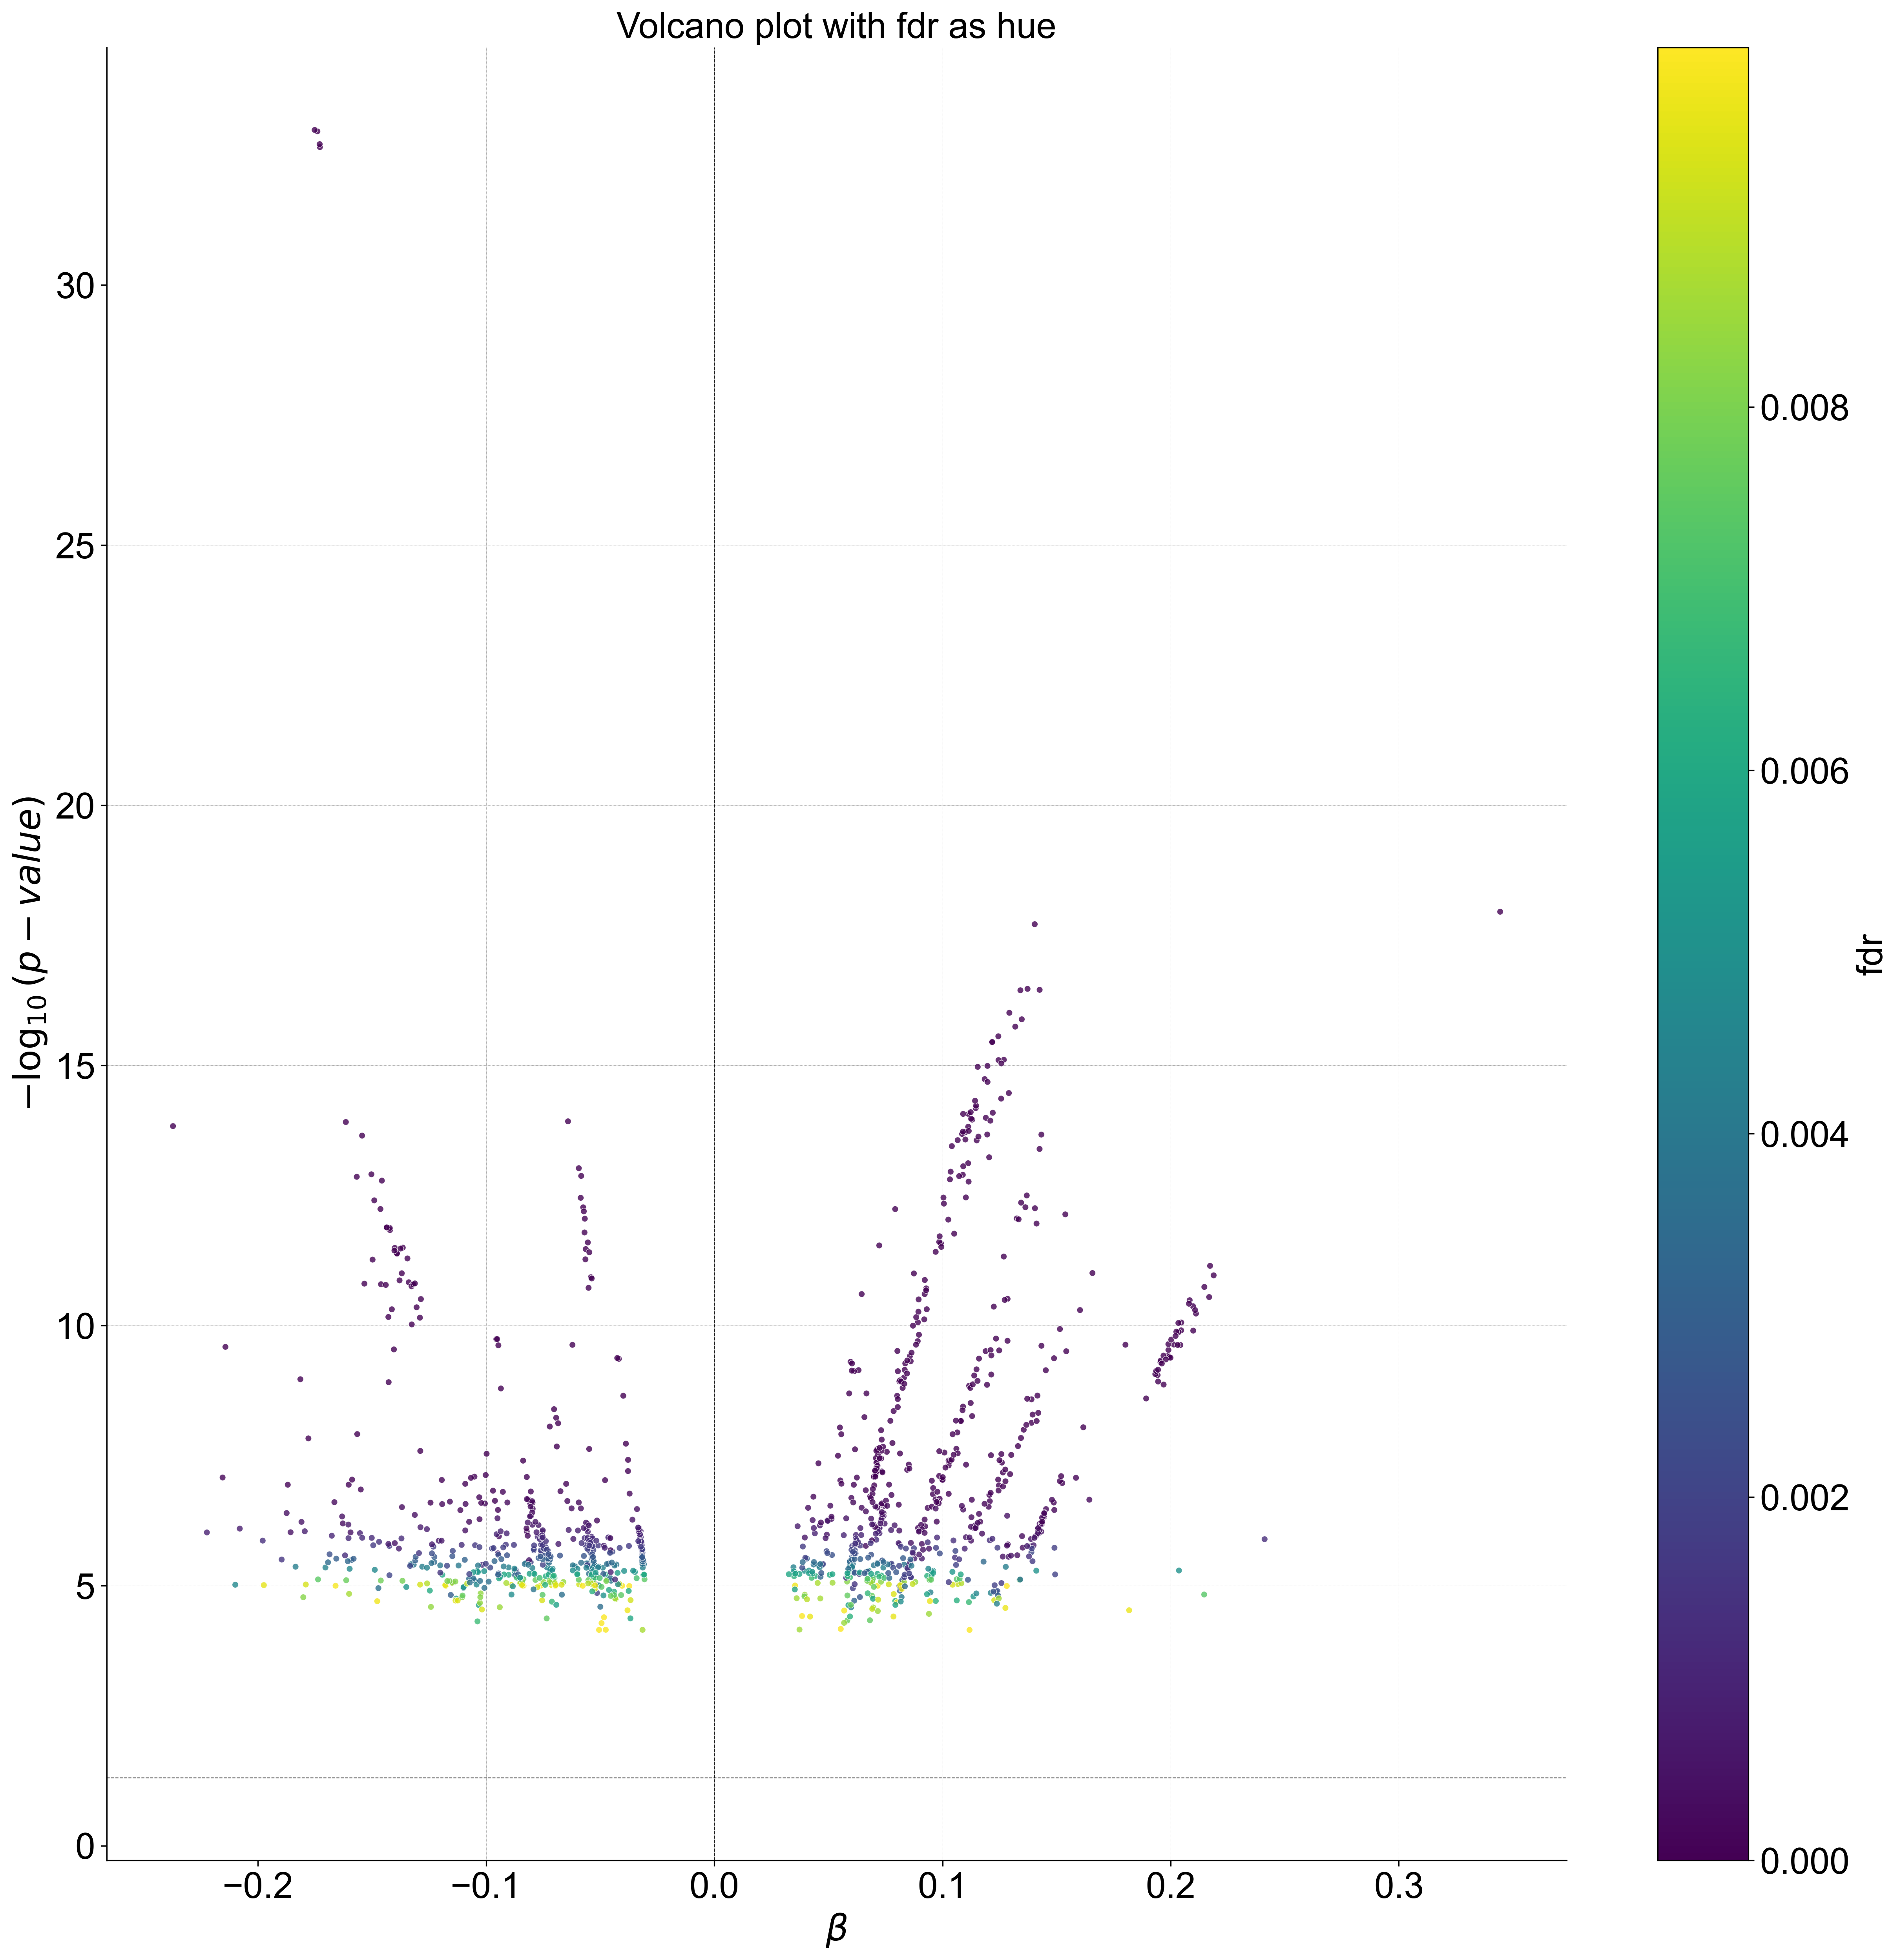 Volcano plot with fdr as hue
30
25
20
15
10
5
0
−log10 (p − value)
−0.2 −0.1 0.0 0.1 0.2 0.3
β
0.008
0.006
0.004
0.002
0.000
fdr